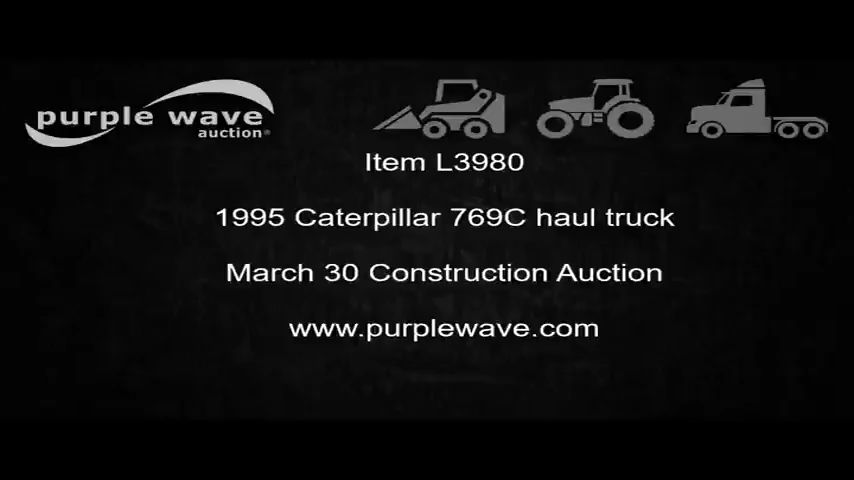 purple wave
auction®
Item L3980
1995 Caterpillar 769C haul truck
March 30 Construction Auction
www.purplewave.com